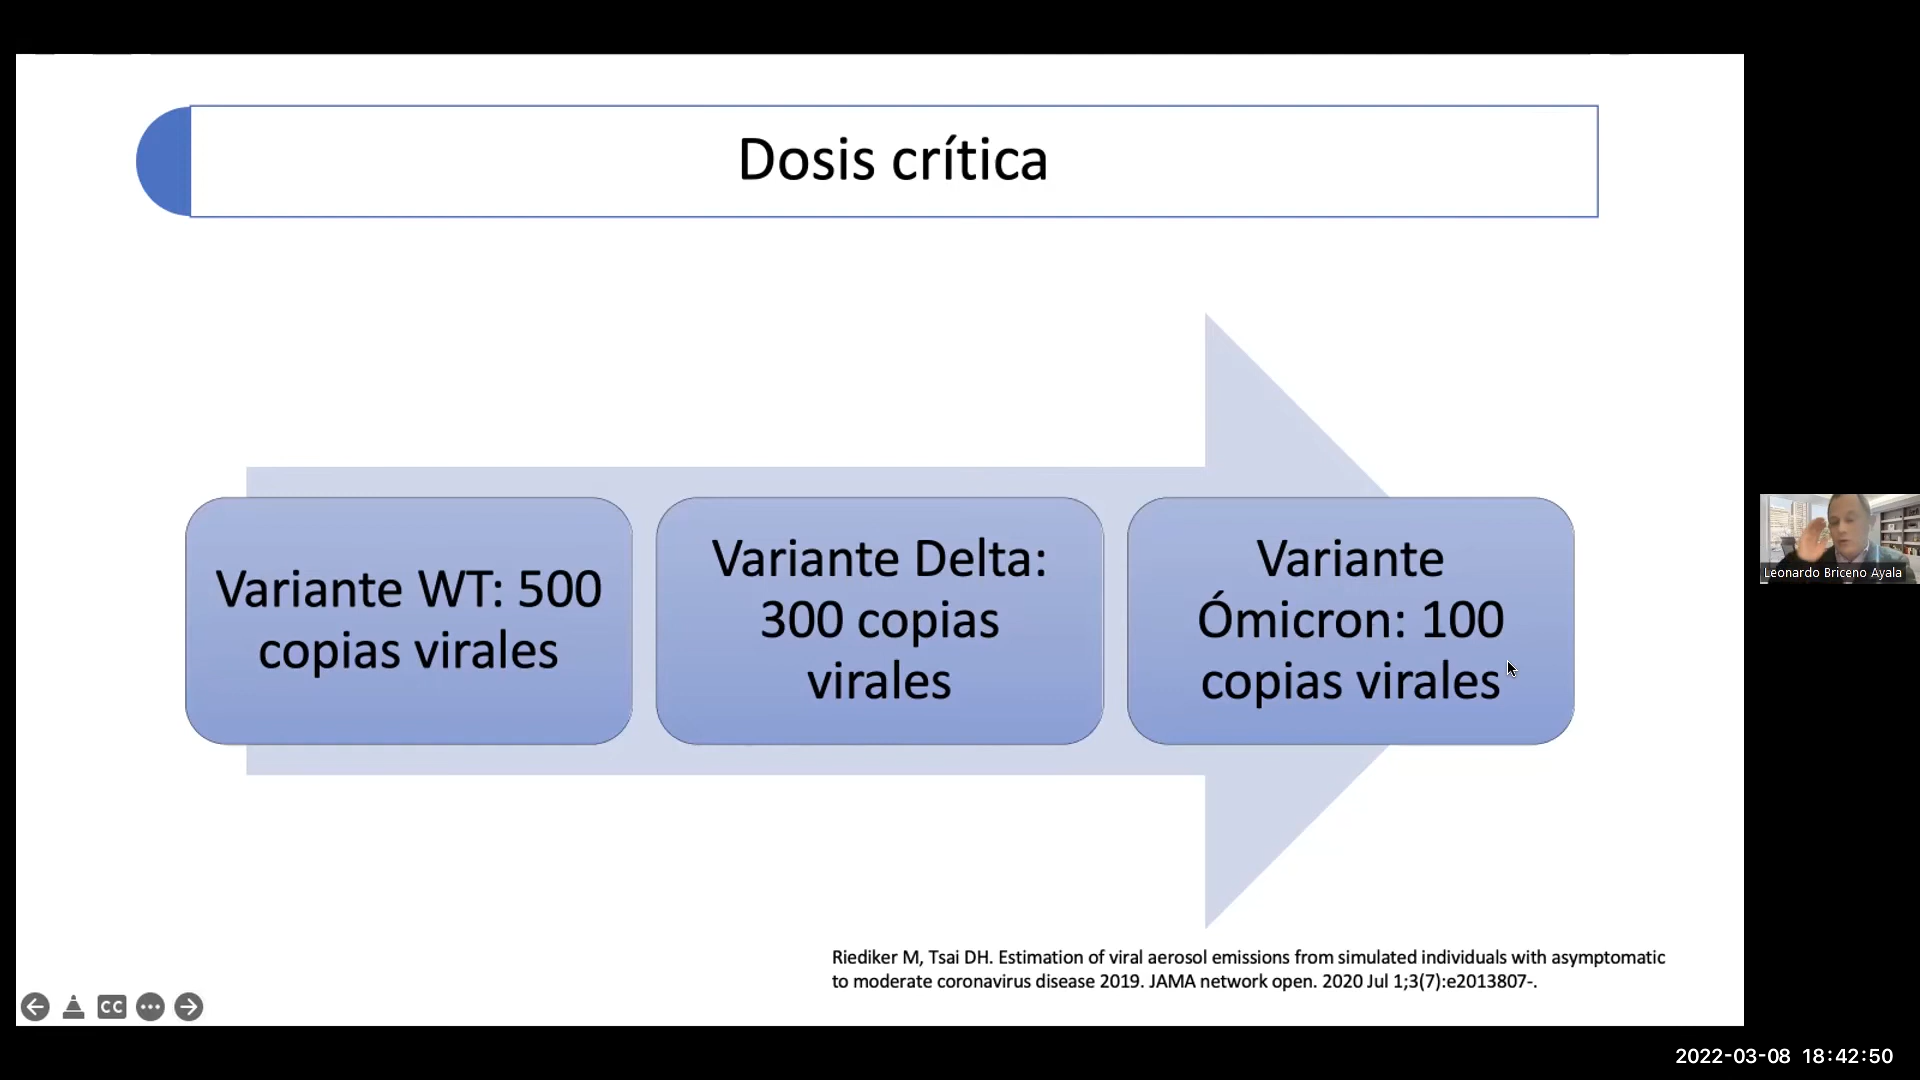 Dosis crítica
Variante WT: 500
copias virales
Variante Delta:
300 copias
virales
Variante
Ómicron: 100
copias virales
Leonardo Briceno Ayala
Riediker M, Tsai DH. Estimation of viral aerosol emissions from simulated individuals with asymptomatic
to moderate coronavirus disease 2019. JAMA network open. 2020 Jul 1;3(7):e2013807-.
CC
2022-03-08 18:42:50